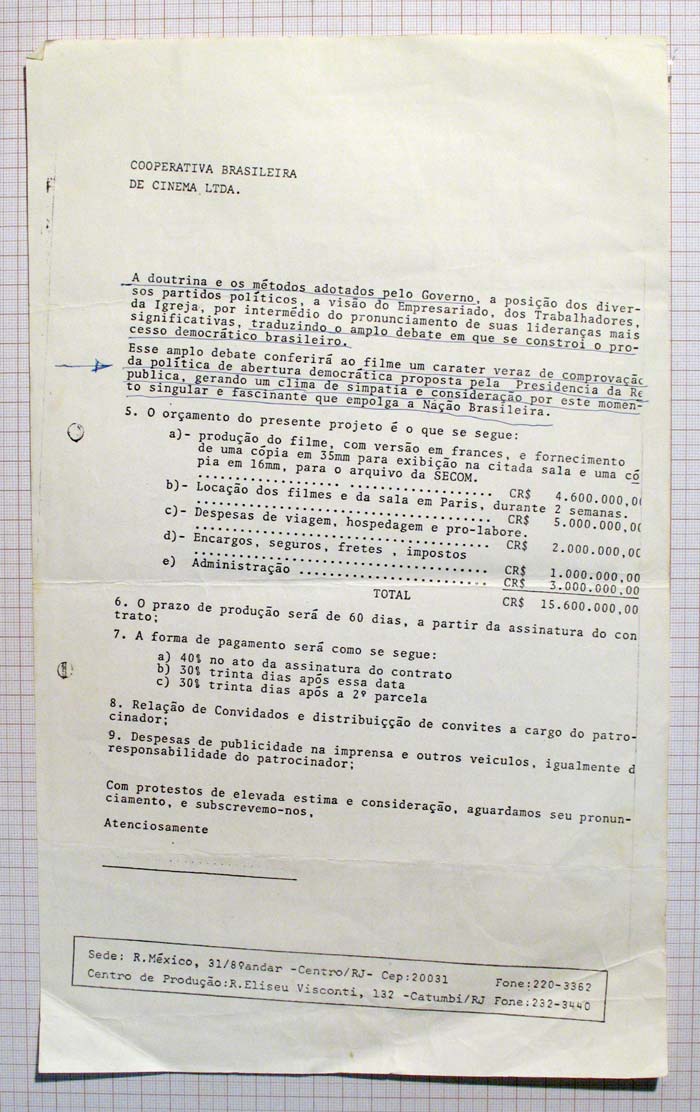 COOPERATIVA BRASILEIRA
DE CINEMA LTDA.
A doutrina e os métodos adotados pelo Governo, a posição dos diver-
sos partidos políticos, a visão do Empresariado, dos Trabalhadores,
da Igreja, por intermédio do pronunciamento de suas lideranças mais
significativas, traduzindo o amplo debate em que se constroi o pro-
cesso democrático brasileiro.
Esse amplo debate conferirá ao filme um carater veraz de comprovação
da política de abertura democrática proposta pela Presidencia da Re
publica, gerando um clima de simpatia e consideração por este momen-
to singular e fascinante que empolga a Nação Brasileira.
5. O orçamento do presente projeto é o que se segue:
a)- produção do filme, com versão em frances, e fornecimento
de uma cópia em 35mm para exibição na citada sala e uma có
pia em 16mm, para o arquivo da SECOM.
.................. CR$ 4.600.000,00
b)- Locação dos filmes e da sala em Paris, durante 2 semanas.
.................. CR$ 5.000.000,00
c)- Despesas de viagem, hospedagem e pro-labore.
.................. CR$ 2.000.000,00
d)- Encargos, seguros, fretes , impostos
.................. CR$ 1.000.000,00
e) Administração .................. CR$ 3.000.000,00
TOTAL CR$ 15.600.000,00
6. O prazo de produção será de 60 dias, a partir da assinatura do con
trato;
7. A forma de pagamento será como se segue:
a) 40% no ato da assinatura do contrato
b) 30% trinta dias após essa data
c) 30% trinta dias após a 2º parcela
8. Relação de Convidados e distribuiçção de convites a cargo do patro-
cinador;
9. Despesas de publicidade na imprensa e outros veiculos, igualmente d
responsabilidade do patrocinador;
Com protestos de elevada estima e consideração, aguardamos seu pronun-
ciamento, e subscrevemo-nos,
Atenciosamente
Sede: R.México, 31/8ºandar -Centro/RJ- Cep:20031 Fone:220-3362
Centro de Produção:R.Eliseu Visconti, 132 -Catumbi/RJ Fone:232-3440